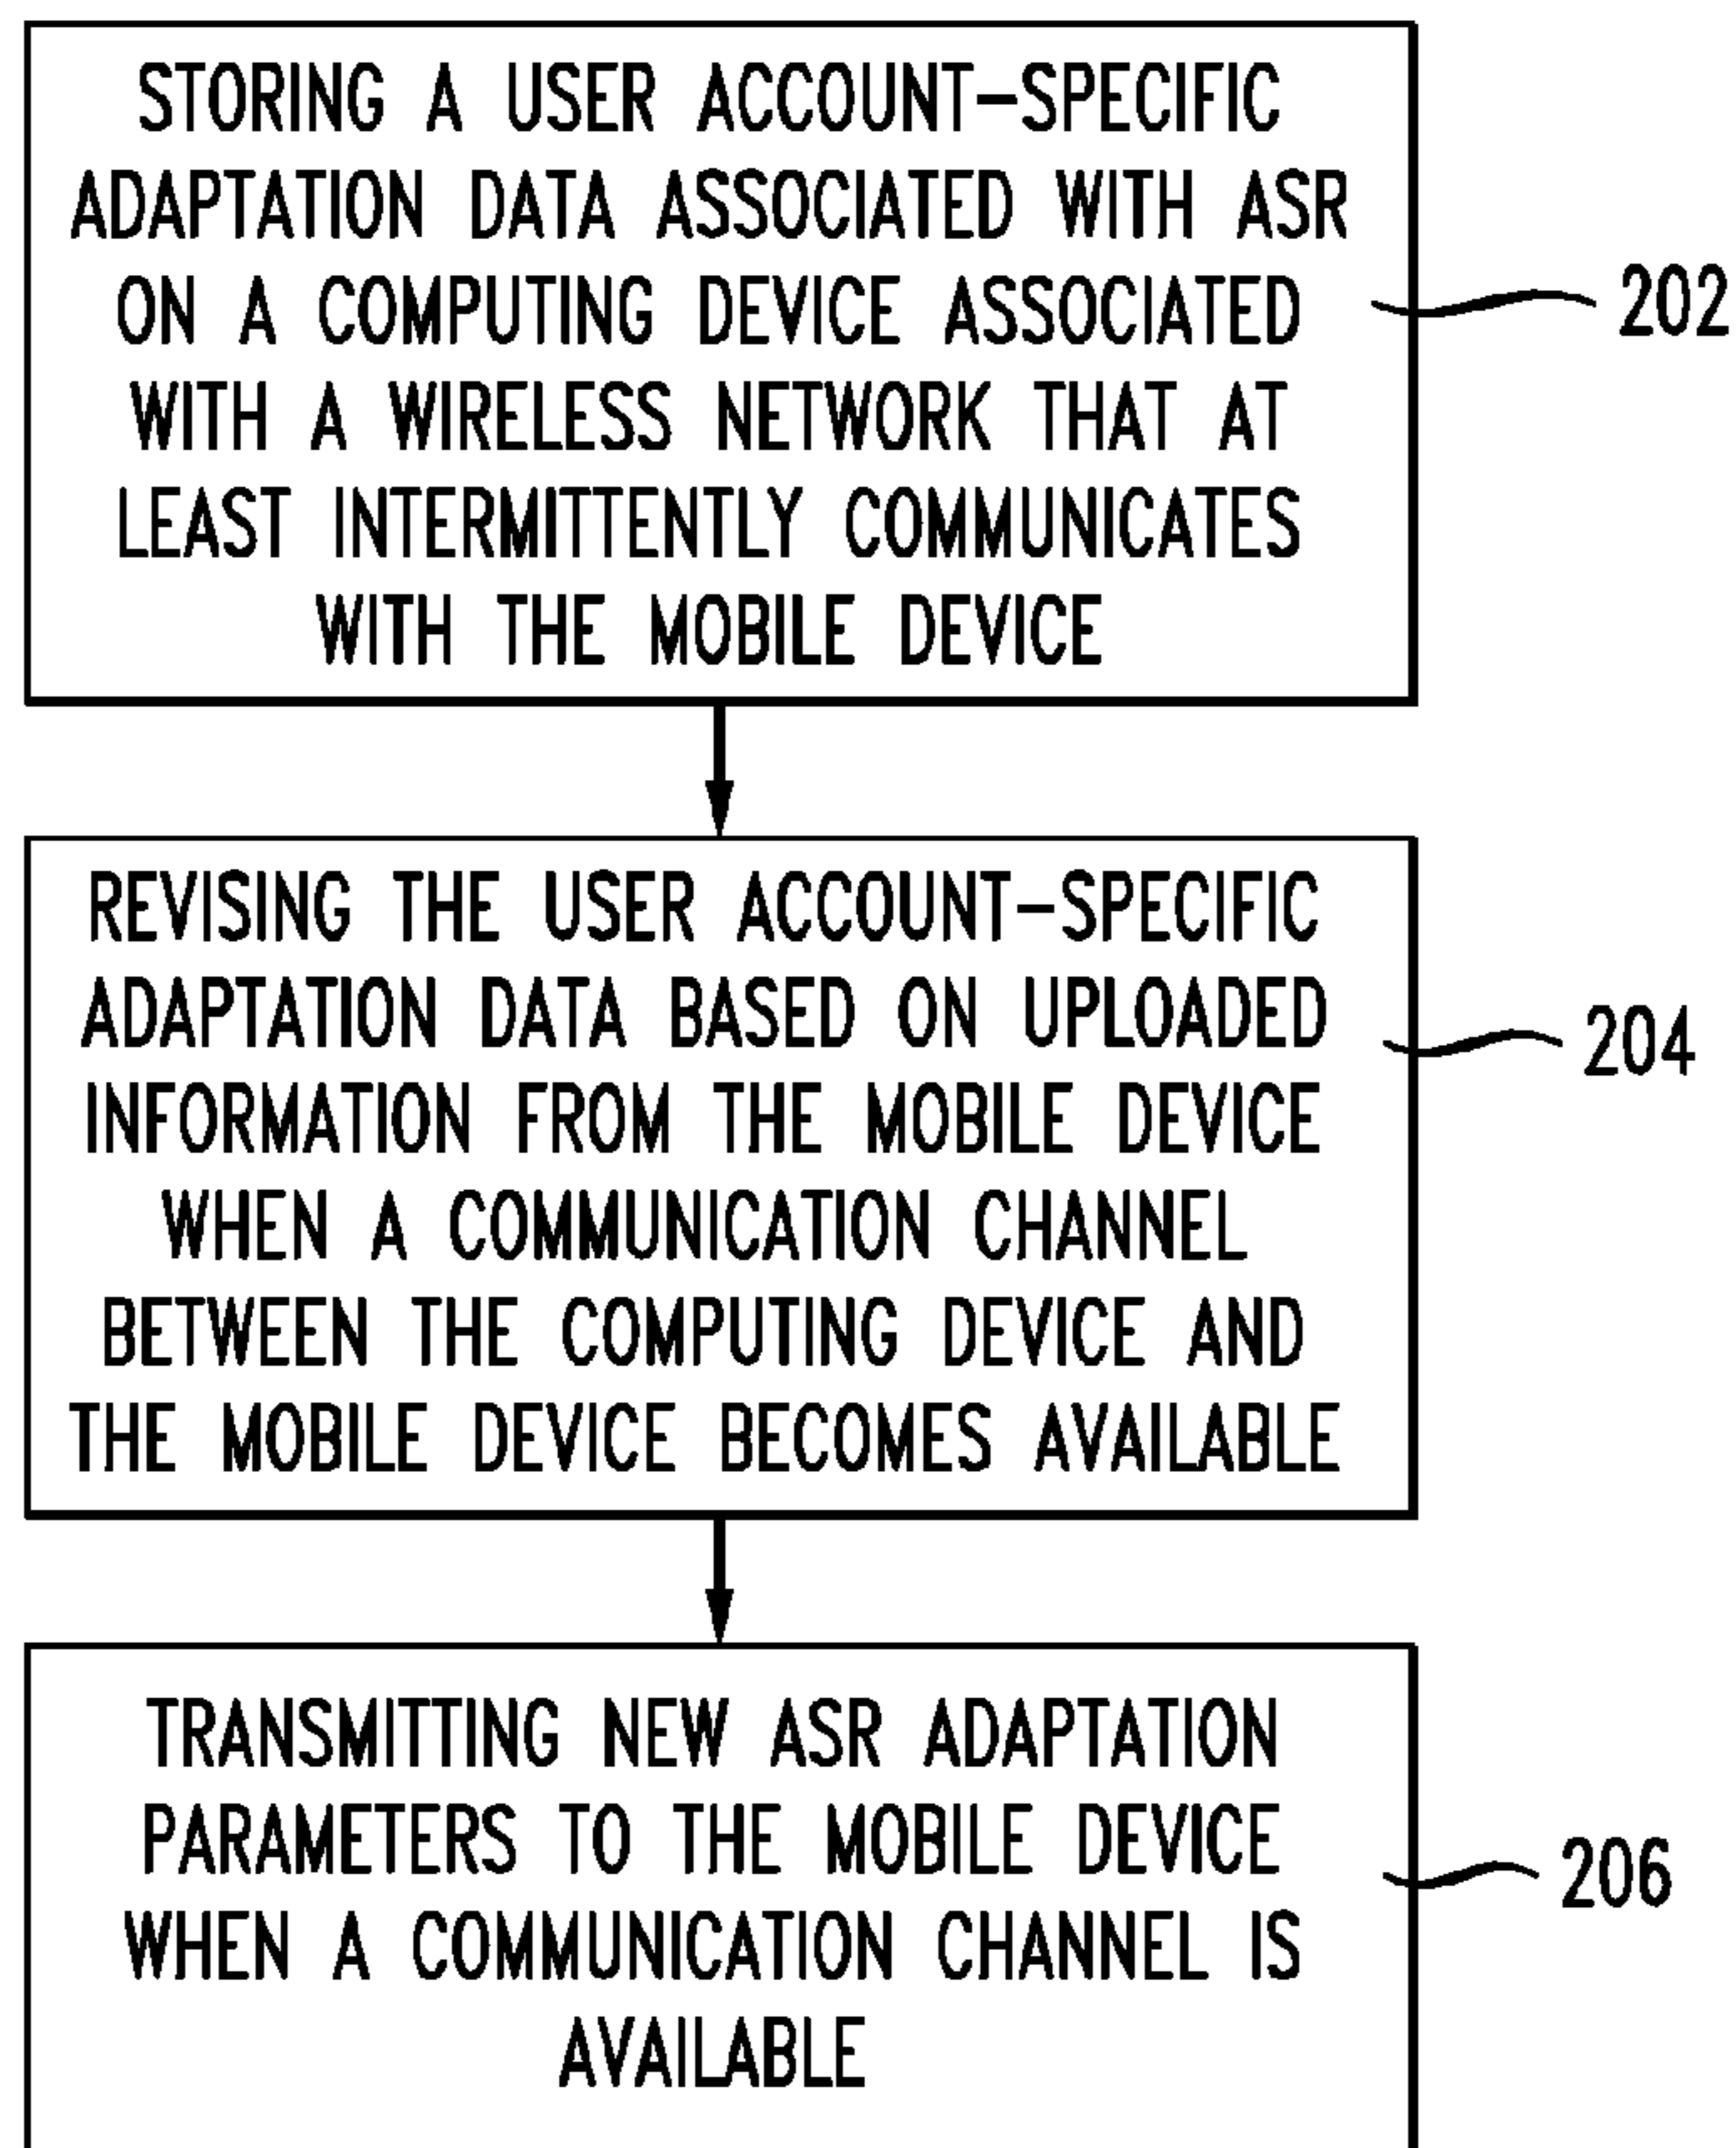 STORING A USER ACCOUNT-SPECIFIC
ADAPTATION DATA ASSOCIATED WITH ASR
ON A COMPUTING DEVICE ASSOCIATED
WITH A WIRELESS NETWORK THAT AT
LEAST INTERMITTENTLY COMMUNICATES
WITH THE MOBILE DEVICE
202
REVISING THE USER ACCOUNT-SPECIFIC
ADAPTATION DATA BASED ON UPLOADED
INFORMATION FROM THE MOBILE DEVICE
WHEN A COMMUNICATION CHANNEL
BETWEEN THE COMPUTING DEVICE AND
THE MOBILE DEVICE BECOMES AVAILABLE
204
TRANSMITTING NEW ASR ADAPTATION
PARAMETERS TO THE MOBILE DEVICE
WHEN A COMMUNICATION CHANNEL IS
AVAILABLE
206